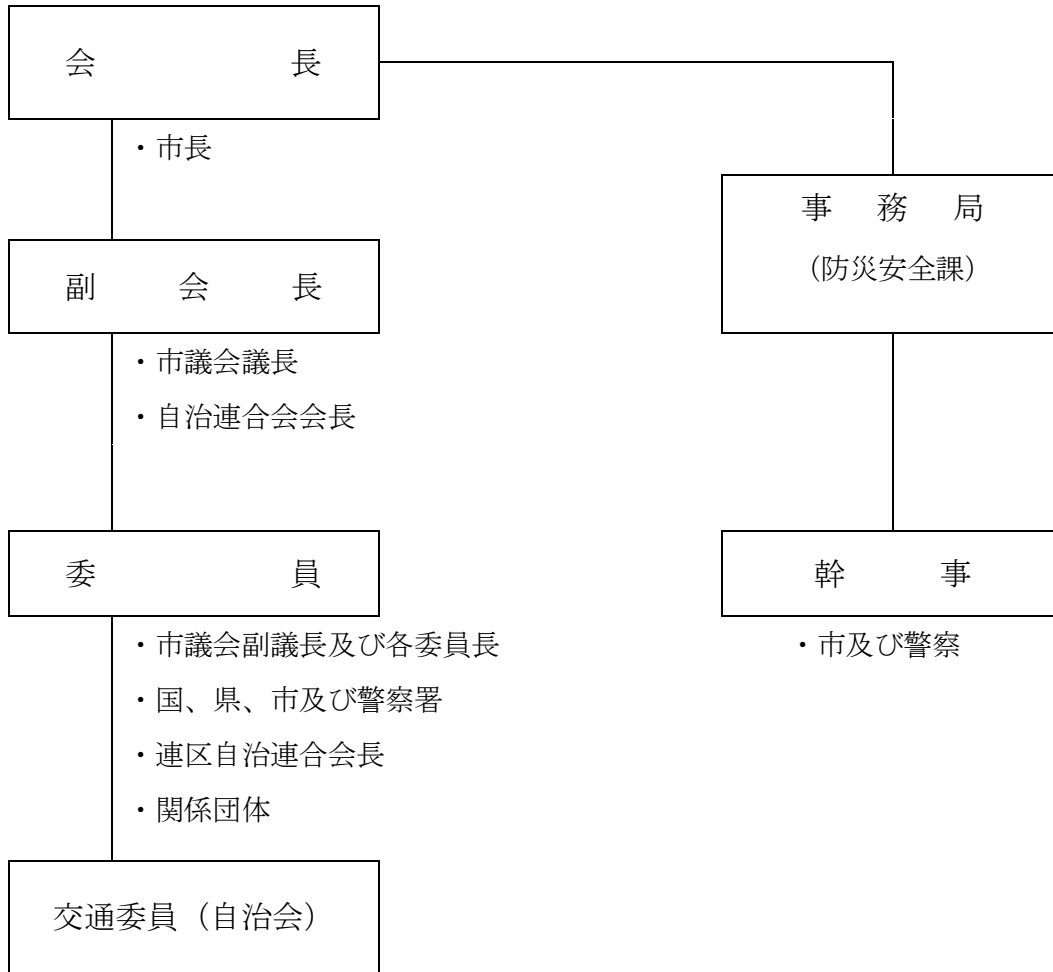 会長
・市長
副会長
・市議会議長
・自治連合会会長
委員
・市議会副議長及び各委員長
・国、県、市及び警察署
・連区自治連合会長
・関係団体
交通委員（自治会）
事務局
（防災安全課）
幹事
・市及び警察